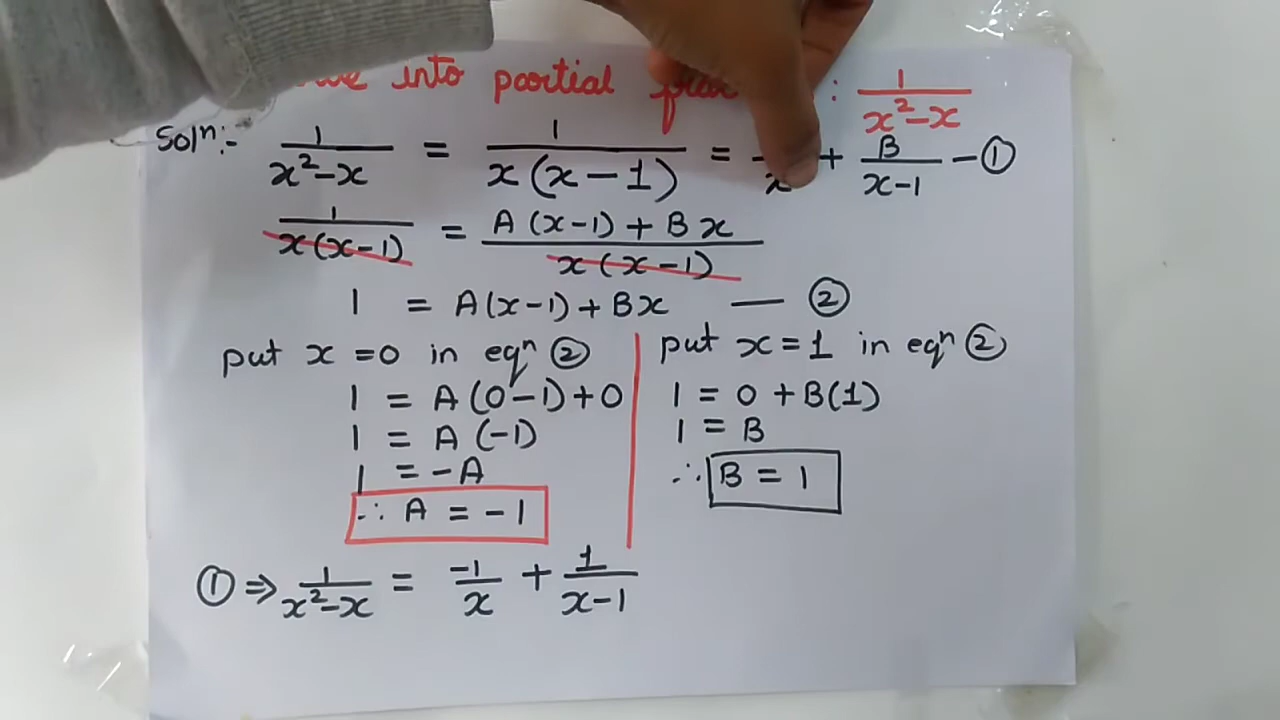 into partial : 1/(x²-x)
Solⁿ:- 1/(x²-x) = 1/(x(x-1)) = /x + B/(x-1) - ①
1/(x(x-1)) = (A(x-1)+Bx)/(x(x-1))
1 = A(x-1)+Bx — ②
put x=0 in eqⁿ ②
1 = A(0-1)+0
1 = A(-1)
1 = -A
∴ A = -1
put x=1 in eqⁿ ②
1 = 0+B(1)
1 = B
∴ B = 1
① ⇒ 1/(x²-x) = -1/x + 1/(x-1)